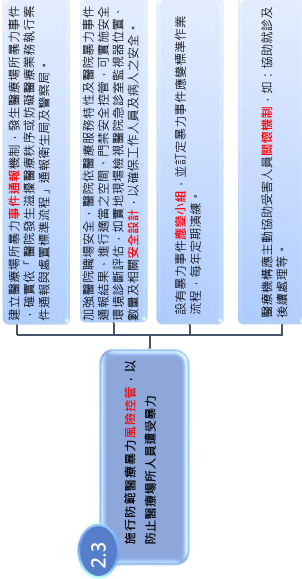 2.3
施行防範醫療暴力風險控管，以
防止醫療場所人員遭受暴力
建立醫療場所暴力事件通報機制，發生醫療場所暴力事件
，確實依「醫院發生滋擾醫療秩序或妨礙醫療業務執行案
件通報與處置標準流程」通報衛生局及警察局。
加強醫院職場安全，醫院依醫療服務特性及醫院暴力事件
通報結果，進行適當之空間、門禁安全控管，可實施安全
環境診斷評估，如實地現場檢視醫院急診室監視器位置、
數量及相關安全設計，以確保工作人員及病人之安全。
設有暴力事件應變小組，並訂定暴力事件應變標準作業
流程，每年定期演練。
醫療機構應主動協助受害人員關懷機制，如：協助就診及
後續處理等。